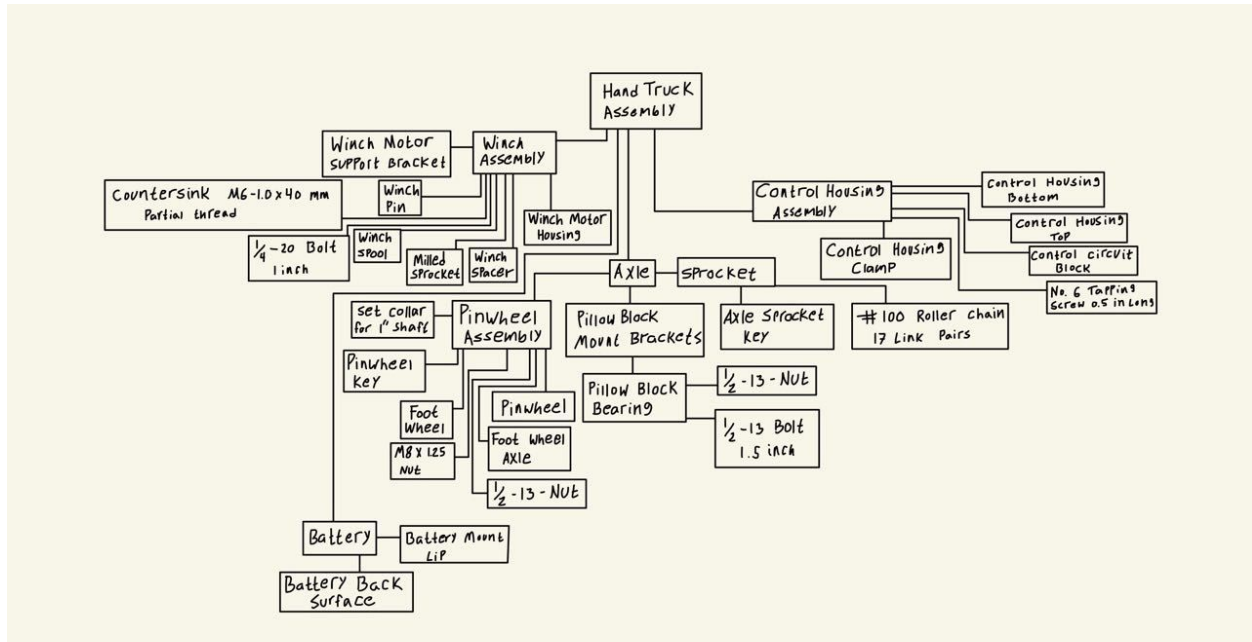 Hand Truck
Assembly
Winch Motor
Support Bracket
Winch
Assembly
Countersink M6-1.0x40 mm
Partial thread
Winch
Pin
Winch Motor
Housing
1/4-20 Bolt
1 inch
Winch
Spool
Milled
Sprocket
Winch
Spacer
Control Housing
Assembly
Control Housing
Bottom
Control Housing
Top
Control Housing
Clamp
Control circuit
Block
No. 6 Tapping
Screw 0.5 in Long
Axle
Sprocket
Set collar
for 1" shaft
Pinwheel
Assembly
Pillow Block
Mount Brackets
Axle Sprocket
Key
#100 Roller Chain
17 Link Pairs
Pinwheel
Key
Pillow Block
Bearing
1/2-13-Nut
Foot
Wheel
Pinwheel
1/2-13 Bolt
1.5 inch
M8 x 1.25
Nut
Foot Wheel
Axle
1/2-13-Nut
Battery
Battery Mount
Lip
Battery Back
Surface